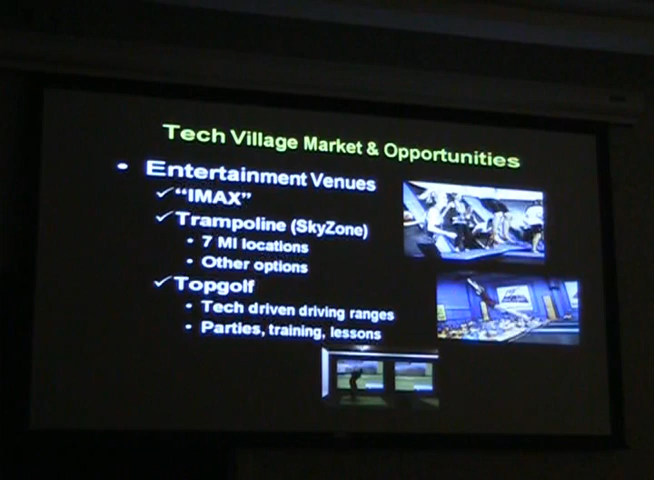 Tech Village Market & Opportunities
• Entertainment Venues
✓ "IMAX"
✓ Trampoline (SkyZone)
• 7 MI locations
• Other options
✓ Topgolf
• Tech driven driving ranges
• Parties, training, lessons